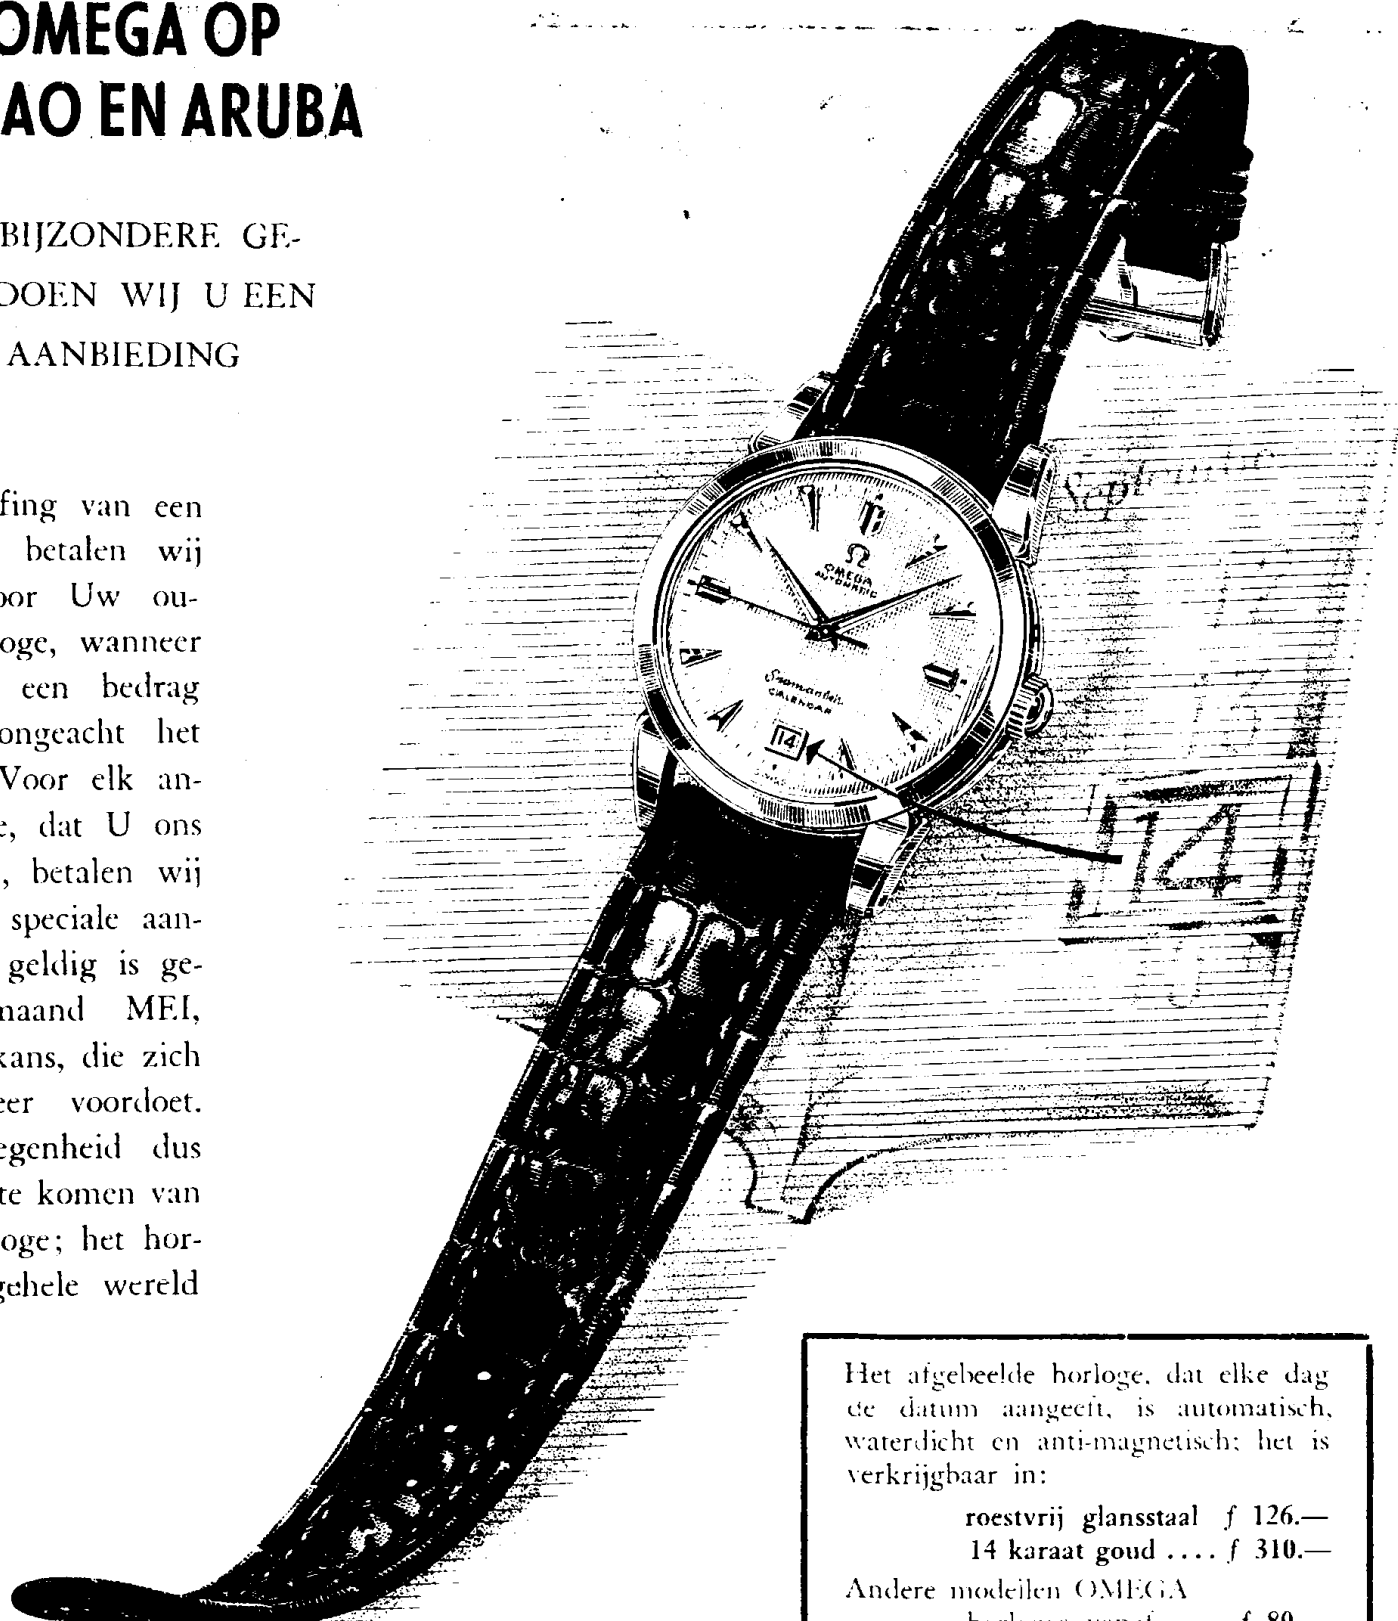 OMEGA OP
AO EN ARUBA
BIJZONDERE GE-
DOEN WIJ U EEN
AANBIEDING
fing van een
betalen wij
oor Uw ou-
oge, wanneer
een bedrag
ongeacht het
Voor elk an-
e, dat U ons
, betalen wij
speciale aan-
geldig is ge-
maand MEI,
kans, die zich
eer voordoet.
egenheid dus
te komen van
oge; het hor-
gehele wereld
Ω
OMEGA
AUTOMATIC
Seamaster
CALENDAR
14
September
14
Het afgebeelde horloge, dat elke dag
de datum aangeeft, is automatisch,
waterdicht en anti-magnetisch; het is
verkrijgbaar in:
roestvrij glansstaal f 126.—
14 karaat goud .... f 310.—
Andere modellen OMEGA